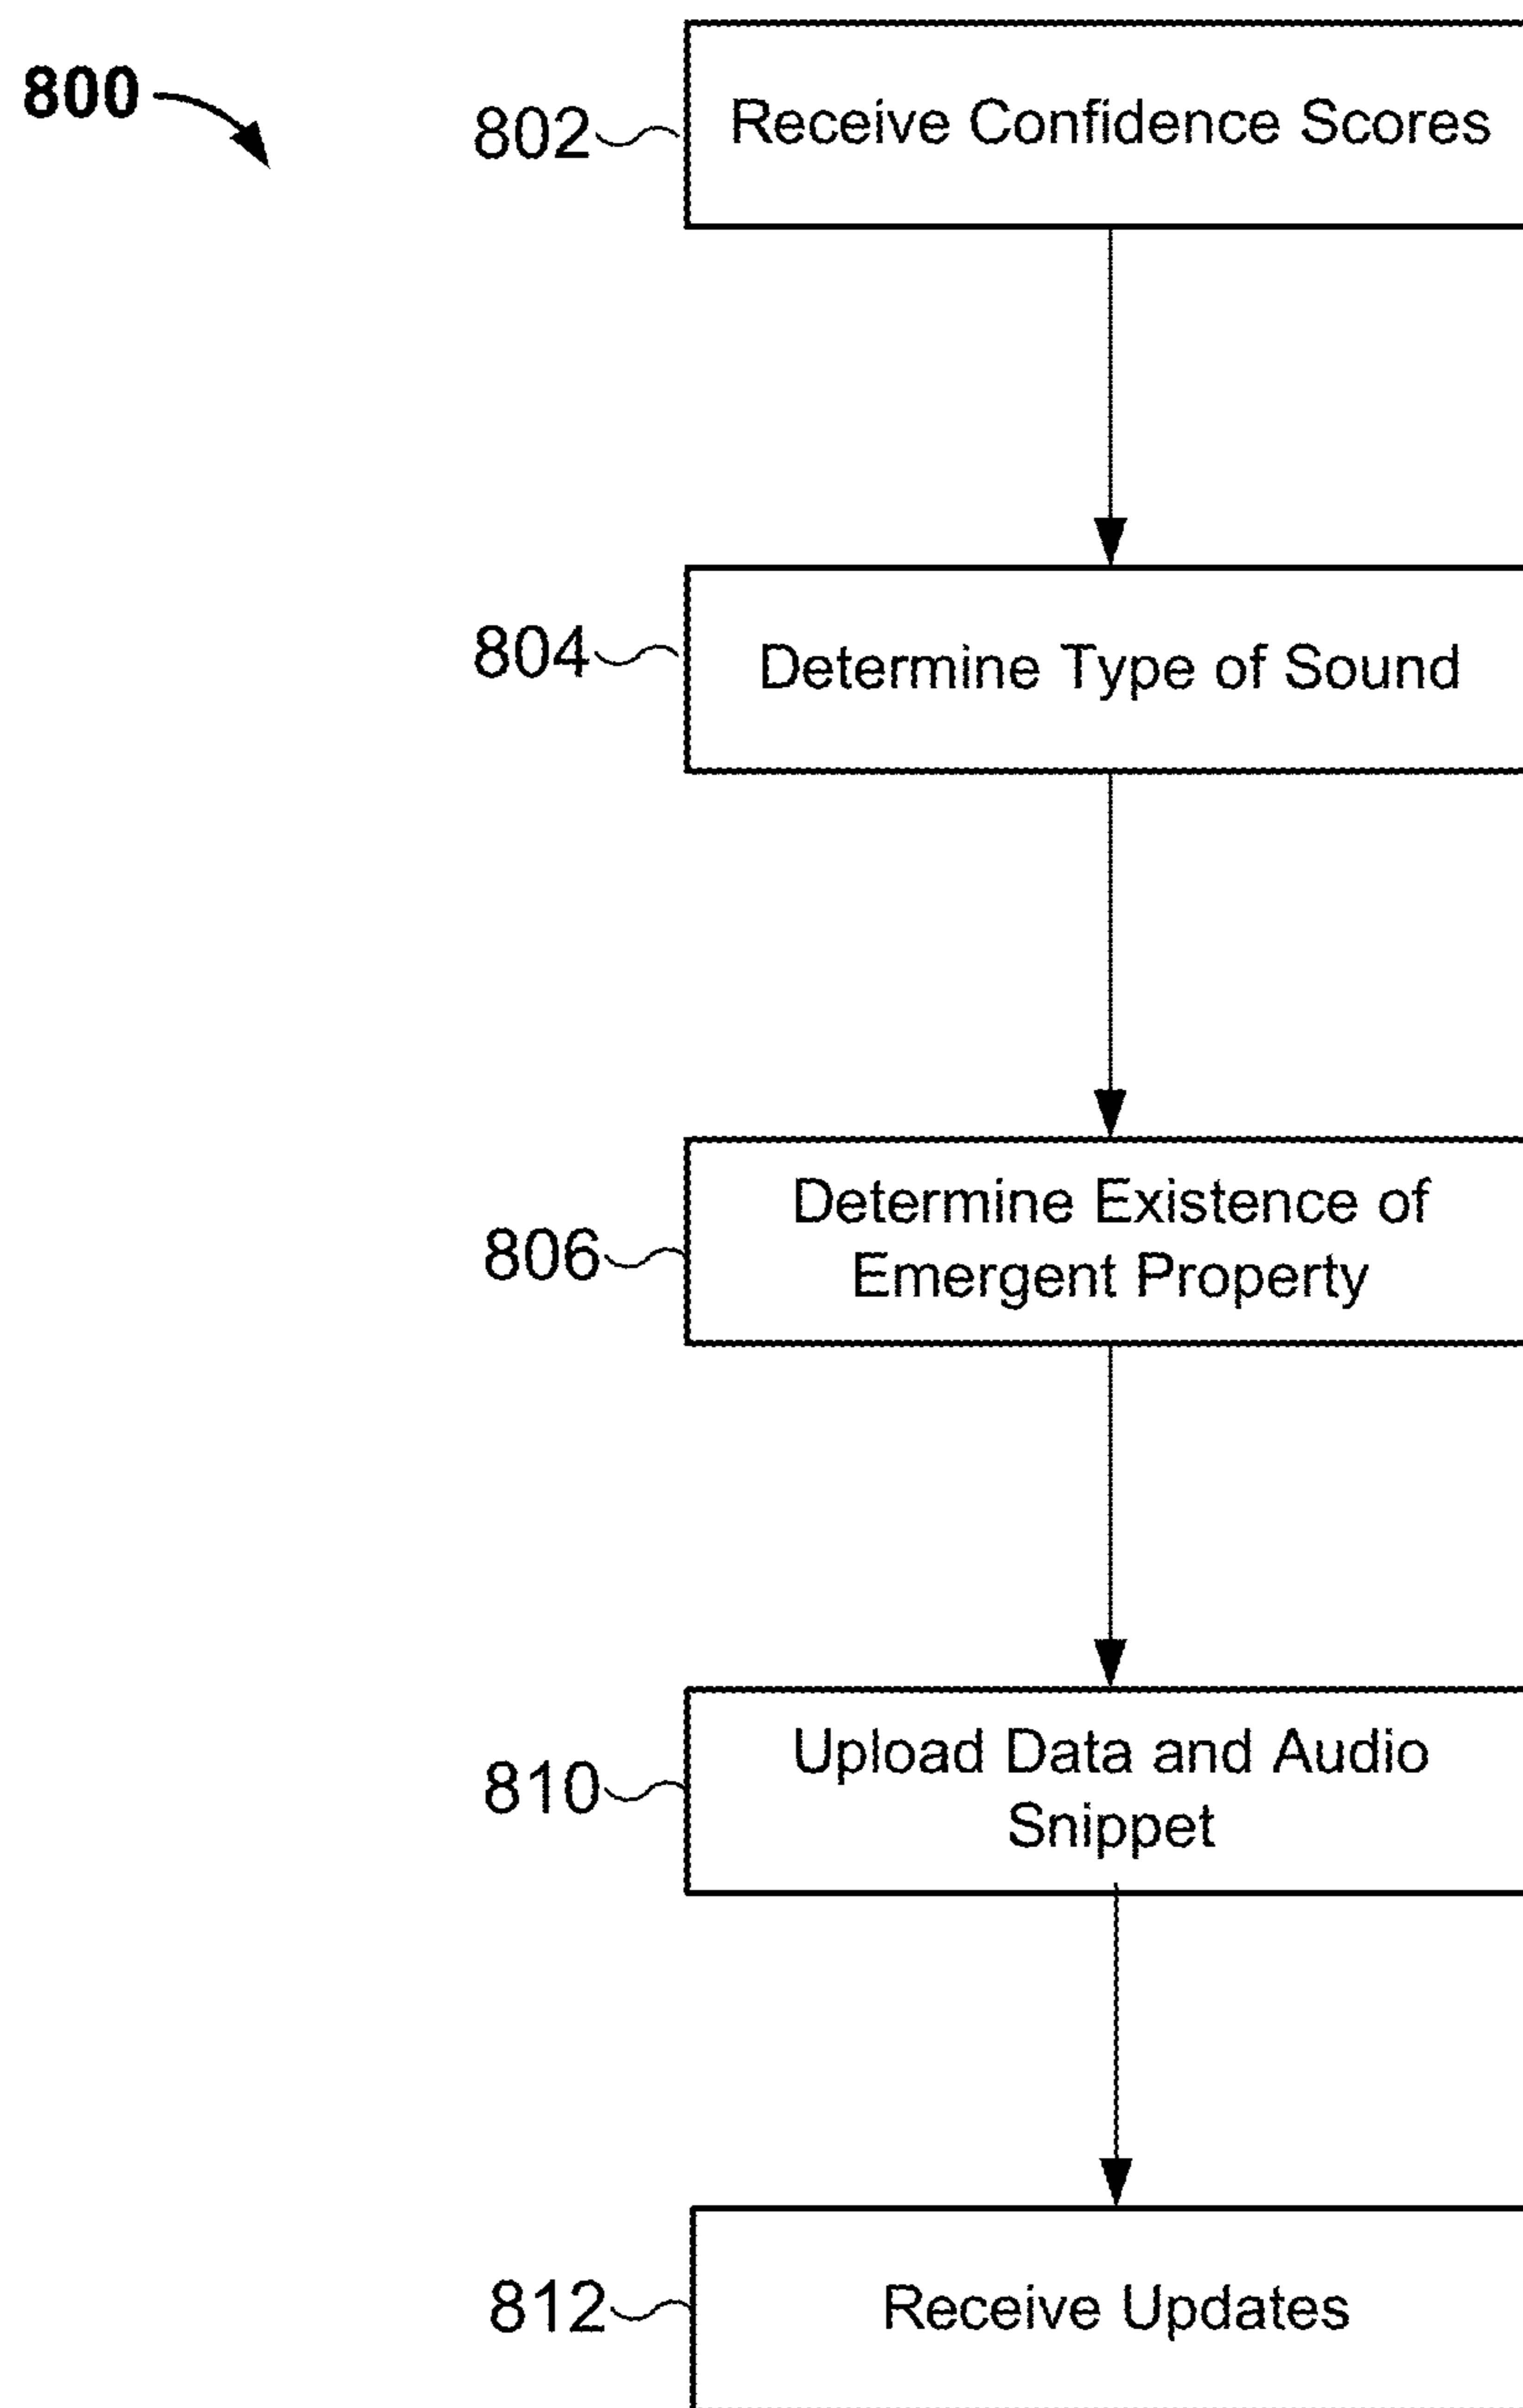 800
802
Receive Confidence Scores
804
Determine Type of Sound
806
Determine Existence of
Emergent Property
810
Upload Data and Audio
Snippet
812
Receive Updates